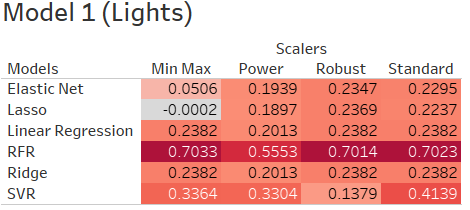 Model 1 (Lights)
Scalers
Models Min Max Power Robust Standard
Elastic Net 0.0506 0.1939 0.2347 0.2295
Lasso -0.0002 0.1897 0.2369 0.2237
Linear Regression 0.2382 0.2013 0.2382 0.2382
RFR 0.7033 0.5553 0.7014 0.7023
Ridge 0.2382 0.2013 0.2382 0.2382
SVR 0.3364 0.3304 0.1379 0.4139